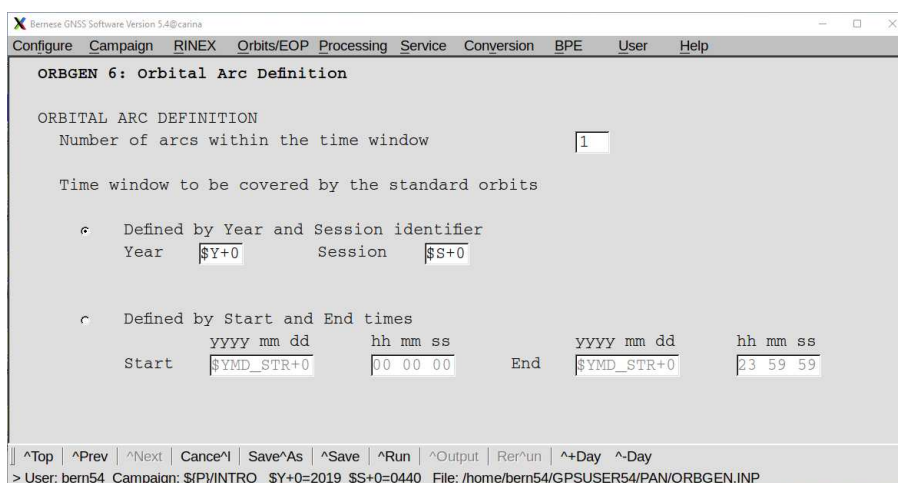 Bernese GNSS Software Version 5.4@carina
Configure Campaign RINEX Orbits/EOP Processing Service Conversion BPE User Help
ORBGEN 6: Orbital Arc Definition
ORBITAL ARC DEFINITION
Number of arcs within the time window 1
Time window to be covered by the standard orbits
Defined by Year and Session identifier
Year $Y+0 Session $S+0
Defined by Start and End times
yyyy mm dd hh mm ss yyyy mm dd hh mm ss
Start $YMD_STR+0 00 00 00 End $YMD_STR+0 23 59 59
^Top | ^Prev | ^Next | Cance^l | Save^As | ^Save | ^Run | ^Output | Rer^un | ^+Day ^-Day
> User: bern54 Campaign: ${P}/INTRO $Y+0=2019 $S+0=0440 File: /home/bern54/GPSUSER54/PAN/ORBGEN.INP